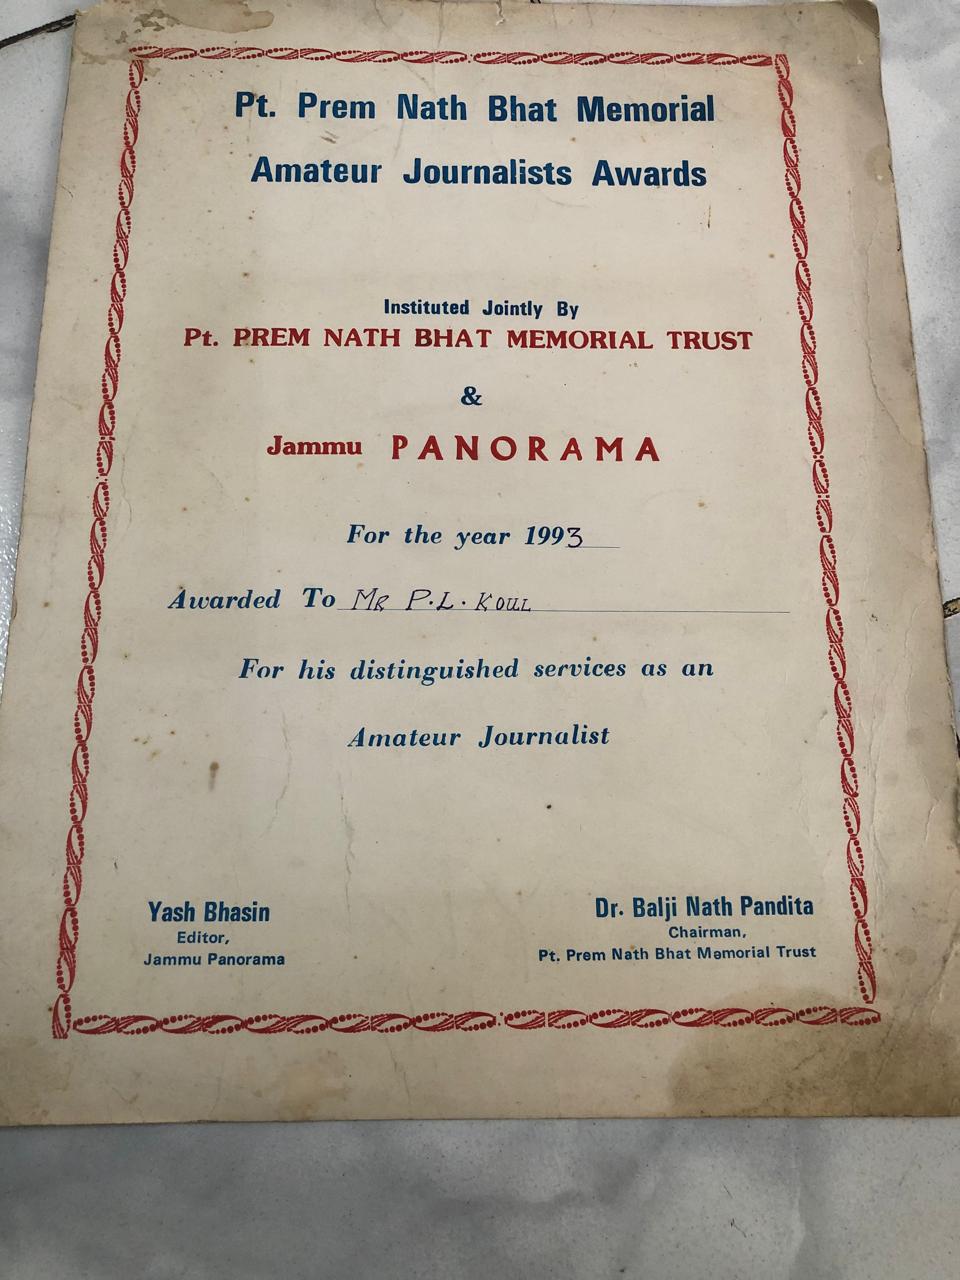 Pt. Prem Nath Bhat Memorial
Amateur Journalists Awards
Instituted Jointly By
Pt. PREM NATH BHAT MEMORIAL TRUST
&
Jammu PANORAMA
For the year 1993
Awarded To Mr P.L. Koul
For his distinguished services as an
Amateur Journalist
Yash Bhasin
Editor,
Jammu Panorama
Dr. Balji Nath Pandita
Chairman,
Pt. Prem Nath Bhat Memorial Trust